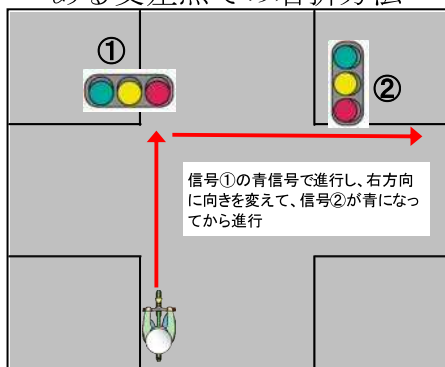 ある交差点での右折方法
①
②
信号①の青信号で進行し、右方向
に向きを変えて、信号②が青になっ
てから進行